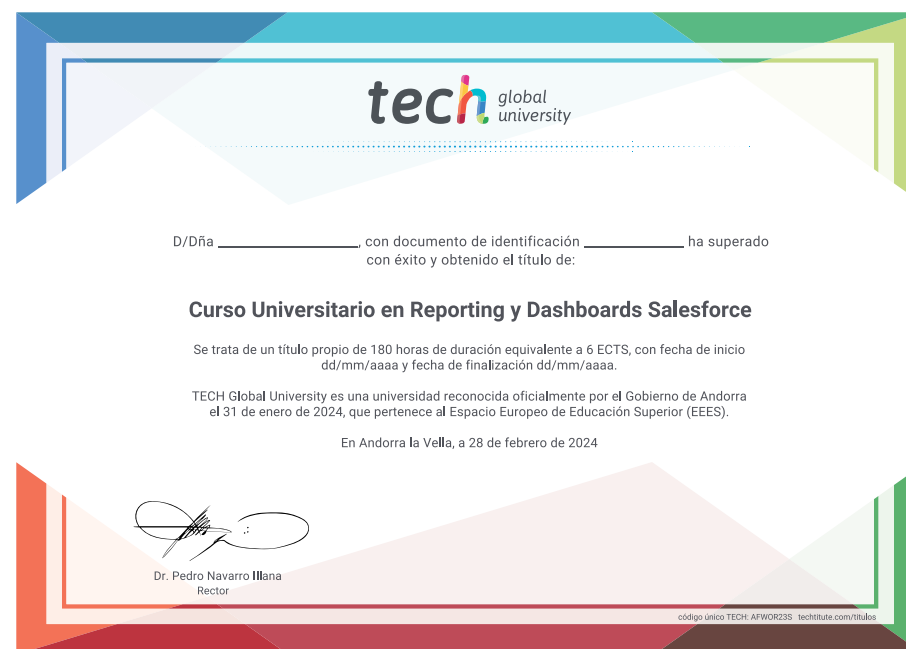 tech global
university
D/Dña ______________, con documento de identificación __________ ha superado
con éxito y obtenido el título de:
Curso Universitario en Reporting y Dashboards Salesforce
Se trata de un título propio de 180 horas de duración equivalente a 6 ECTS, con fecha de inicio
dd/mm/aaaa y fecha de finalización dd/mm/aaaa.
TECH Global University es una universidad reconocida oficialmente por el Gobierno de Andorra
el 31 de enero de 2024, que pertenece al Espacio Europeo de Educación Superior (EEES).
En Andorra la Vella, a 28 de febrero de 2024
Dr. Pedro Navarro Illana
Rector
código único TECH: AFWOR23S techtitute.com/titulos